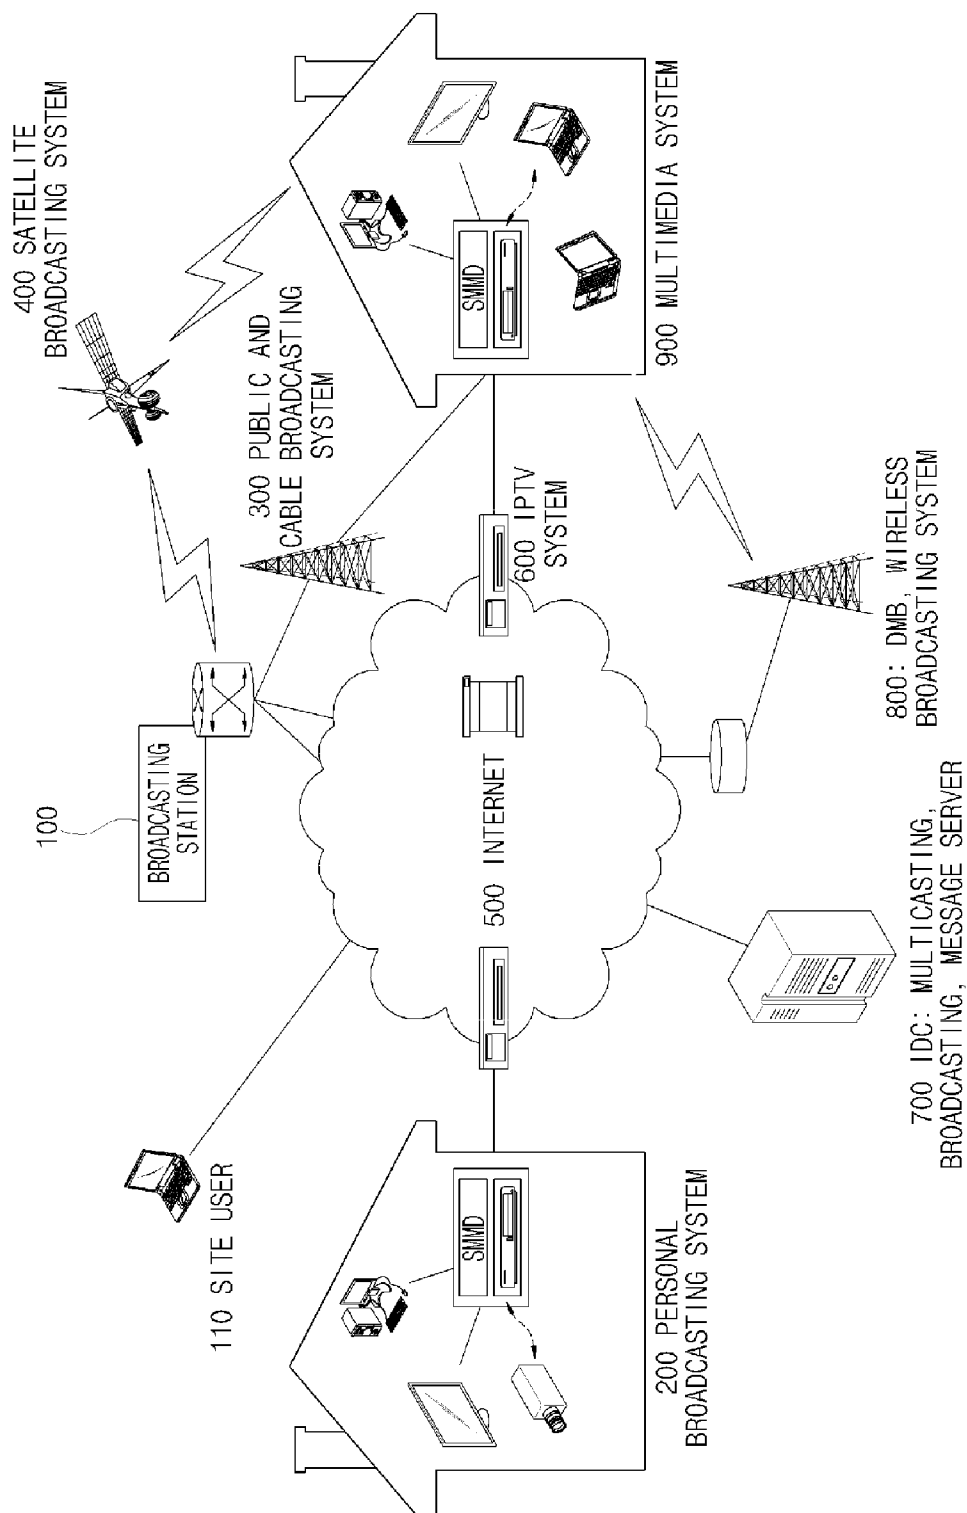 400 SATELLITE
BROADCASTING SYSTEM
300 PUBLIC AND
CABLE BROADCASTING
SYSTEM
100
BROADCASTING
STATION
110 SITE USER
SMMD
900 MULTIMEDIA SYSTEM
600 IPTV
SYSTEM
500 INTERNET
SMMD
200 PERSONAL
BROADCASTING SYSTEM
800: DMB, WIRELESS
BROADCASTING SYSTEM
700 IDC: MULTICASTING,
BROADCASTING, MESSAGE SERVER